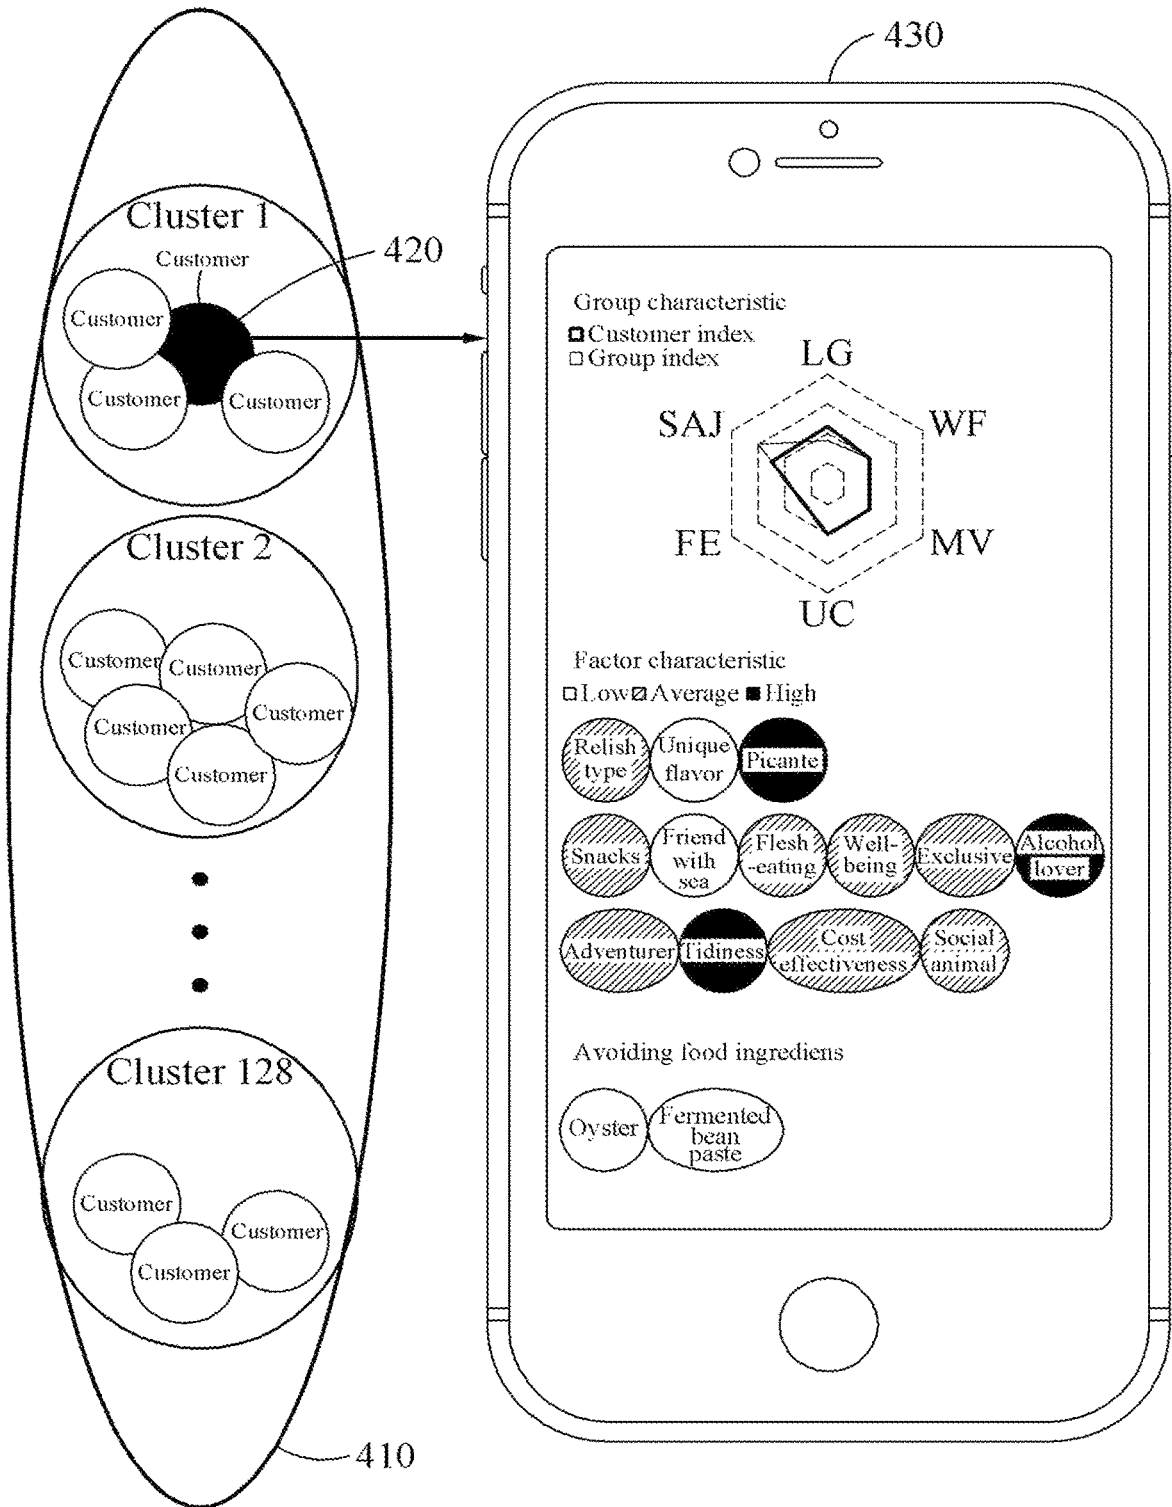 430
Cluster 1
Customer
420
Customer
Customer
Customer
Cluster 2
Customer
Customer
Customer
Customer
Customer
Cluster 128
Customer
Customer
Customer
410
Group characteristic
Customer index
Group index
LG
SAJ
WF
FE
MV
UC
Factor characteristic
Low Average High
Relish
type
Unique
flavor
Picante
Snacks
Friend
with
sea
Flesh
-eating
Well-
being
Exclusive
Alcohol
lover
Adventurer
Tidiness
Cost
effectiveness
Social
animal
Avoiding food ingrediens
Oyster
Fermented
bean
paste